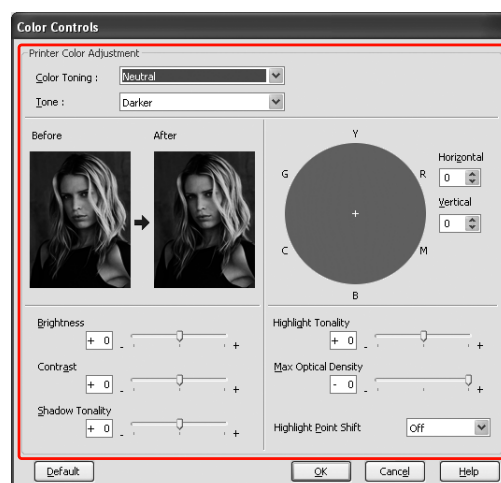 Color Controls
Printer Color Adjustment
Color Toning : Neutral
Tone : Darker
Before After
Y
G R
C M
B
Horizontal
0
Vertical
0
Brightness
+ 0 - +
Contrast
+ 0 - +
Shadow Tonality
+ 0 - +
Highlight Tonality
+ 0 - +
Max Optical Density
- 0 - +
Highlight Point Shift Off
Default OK Cancel Help